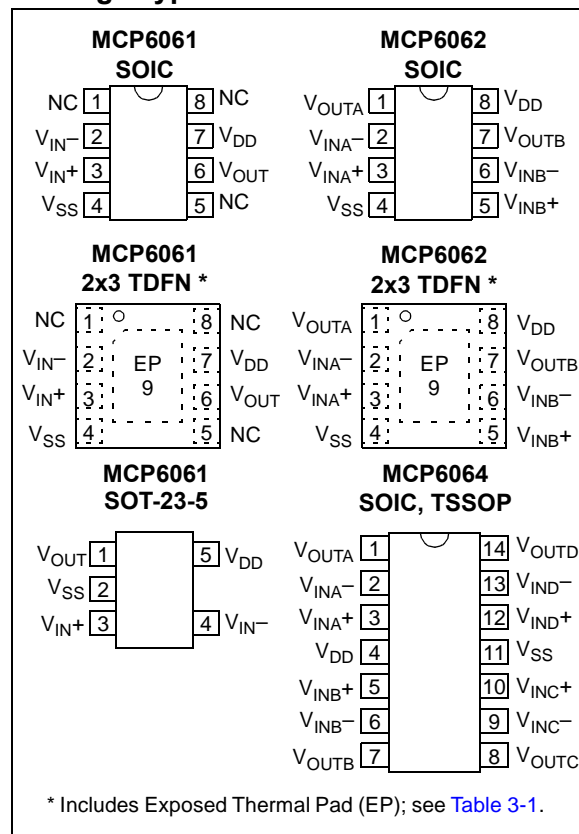 MCP6061
SOIC
NC 1 8 NC
VIN– 2 7 VDD
VIN+ 3 6 VOUT
VSS 4 5 NC
MCP6062
SOIC
VOUTA 1 8 VDD
VINA– 2 7 VOUTB
VINA+ 3 6 VINB–
VSS 4 5 VINB+
MCP6061
2x3 TDFN *
NC 1 8 NC
VIN– 2 EP 7 VDD
VIN+ 3 9 6 VOUT
VSS 4 5 NC
MCP6062
2x3 TDFN *
VOUTA 1 8 VDD
VINA– 2 EP 7 VOUTB
VINA+ 3 9 6 VINB–
VSS 4 5 VINB+
MCP6061
SOT-23-5
VOUT 1 5 VDD
VSS 2
VIN+ 3 4 VIN–
MCP6064
SOIC, TSSOP
VOUTA 1 14 VOUTD
VINA– 2 13 VIND–
VINA+ 3 12 VIND+
VDD 4 11 VSS
VINB+ 5 10 VINC+
VINB– 6 9 VINC–
VOUTB 7 8 VOUTC
* Includes Exposed Thermal Pad (EP); see Table 3-1.